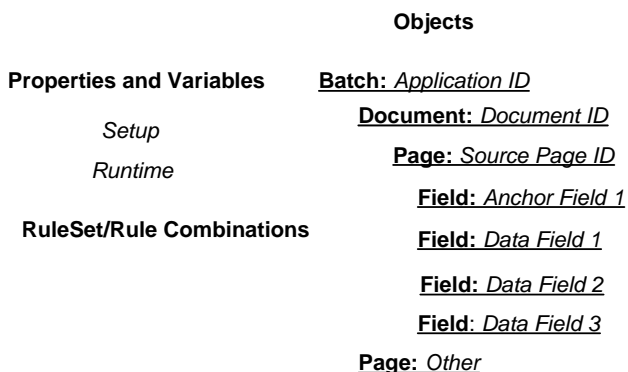 Objects
Properties and Variables
Setup
Runtime
RuleSet/Rule Combinations
Batch: Application ID
Document: Document ID
Page: Source Page ID
Field: Anchor Field 1
Field: Data Field 1
Field: Data Field 2
Field: Data Field 3
Page: Other